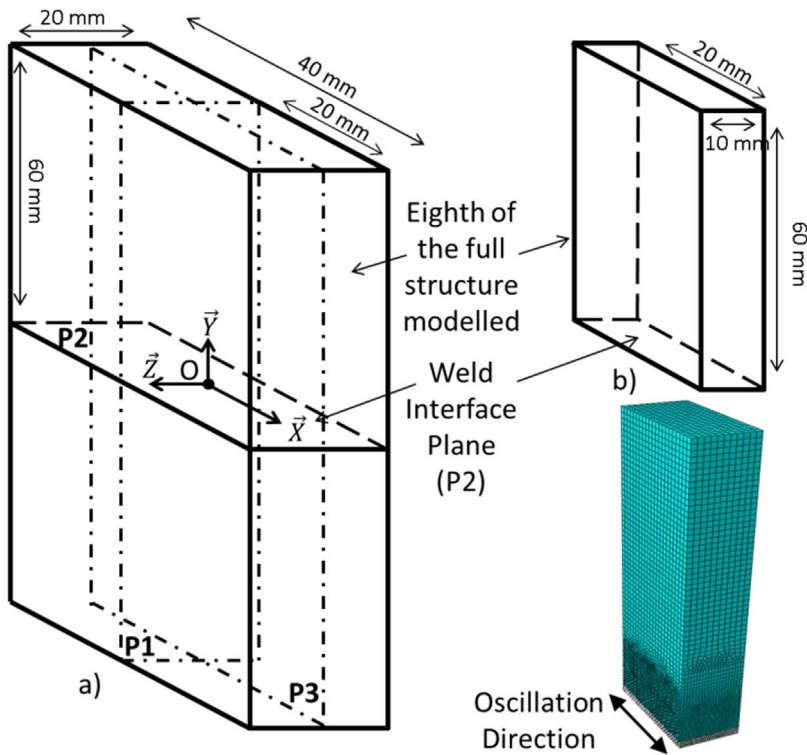 20 mm
40 mm
20 mm
60 mm
P2
Y⃗
Z⃗
O
X⃗
P1
P3
a)
Eighth of
the full
structure
modelled
Weld
Interface
Plane
(P2)
20 mm
10 mm
60 mm
b)
Oscillation
Direction